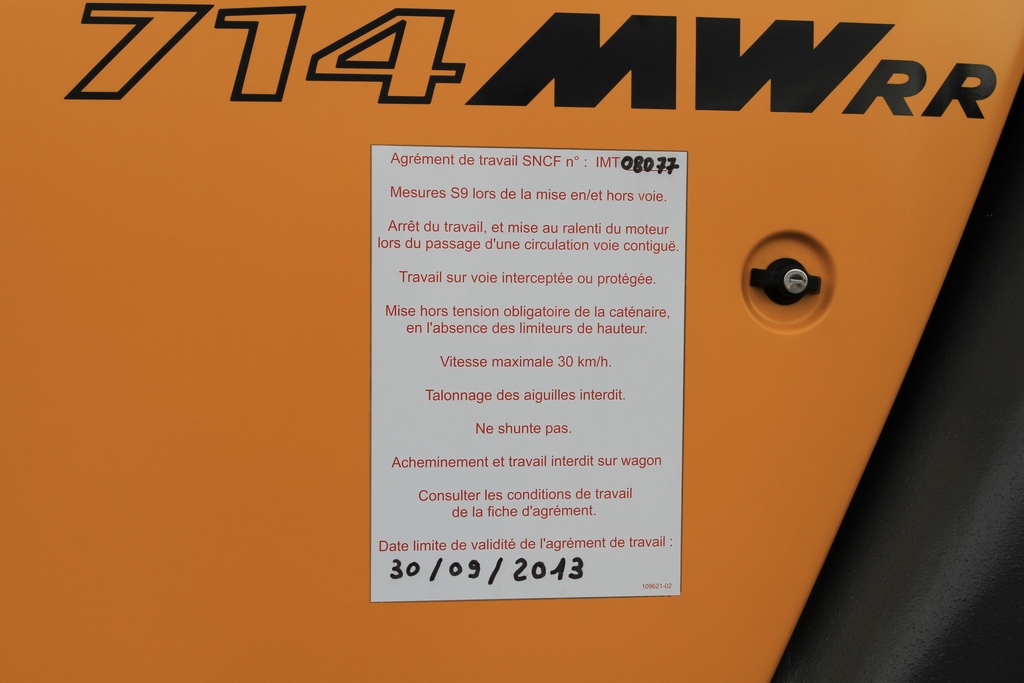 714MWRR
Agrément de travail SNCF n° : IMT08077
Mesures S9 lors de la mise en/et hors voie.
Arrêt du travail, et mise au ralenti du moteur
lors du passage d'une circulation voie contiguë.
Travail sur voie interceptée ou protégée.
Mise hors tension obligatoire de la caténaire,
en l'absence des limiteurs de hauteur.
Vitesse maximale 30 km/h.
Talonnage des aiguilles interdit.
Ne shunte pas.
Acheminement et travail interdit sur wagon
Consulter les conditions de travail
de la fiche d'agrément.
Date limite de validité de l'agrément de travail :
30/09/2013
109621-02